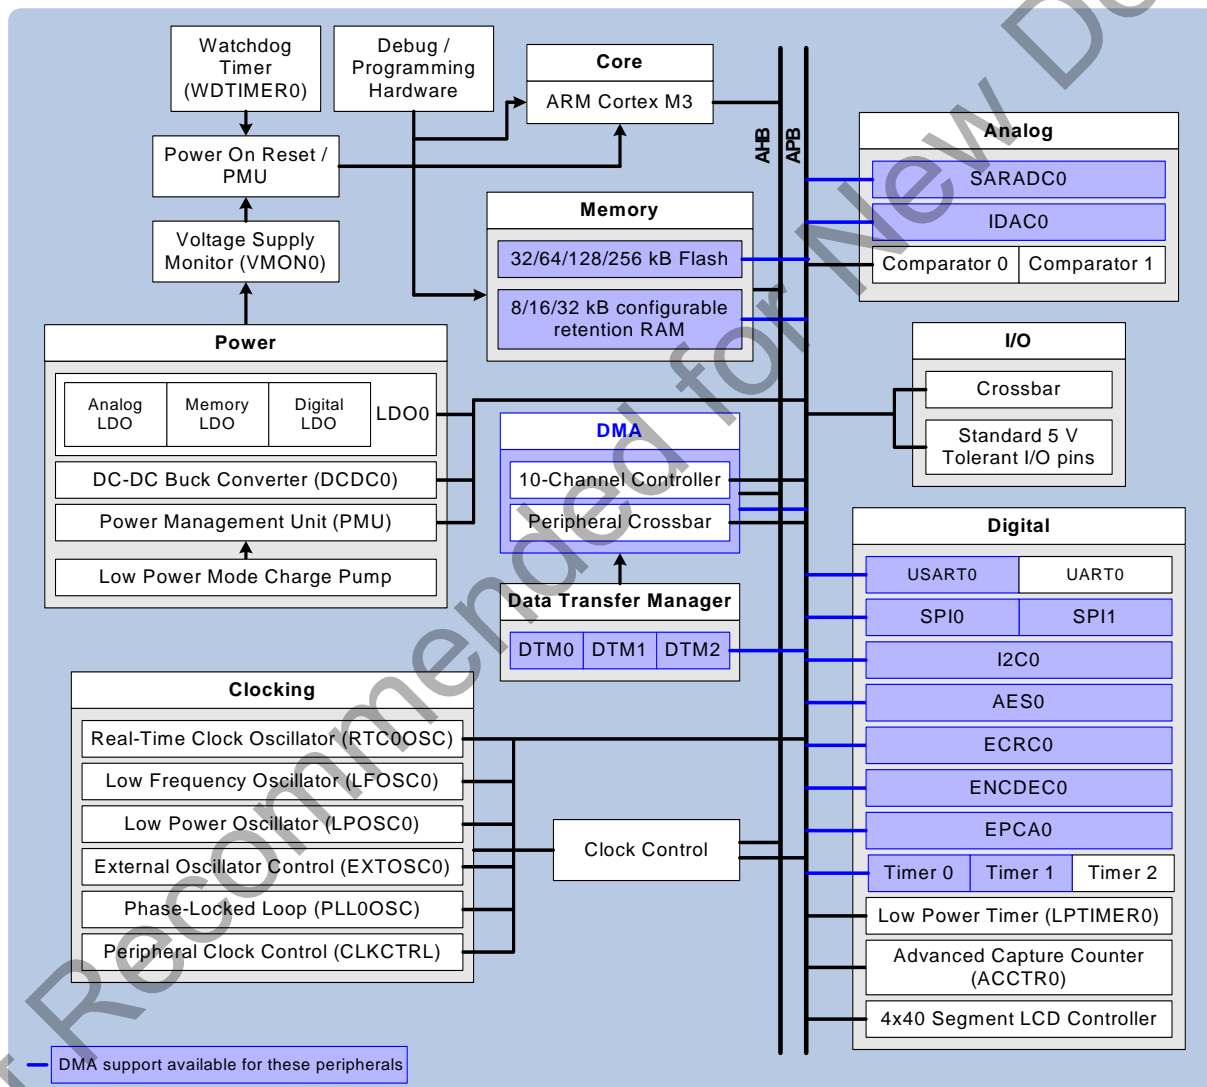 Watchdog
Timer
(WDTIMER0)
Debug /
Programming
Hardware
Core
ARM Cortex M3
Power On Reset /
PMU
Voltage Supply
Monitor (VMON0)
Memory
32/64/128/256 kB Flash
8/16/32 kB configurable
retention RAM
AHB
APB
Analog
SARADC0
IDAC0
Comparator 0
Comparator 1
Power
Analog
LDO
Memory
LDO
Digital
LDO
LDO0
DC-DC Buck Converter (DCDC0)
Power Management Unit (PMU)
Low Power Mode Charge Pump
DMA
10-Channel Controller
Peripheral Crossbar
Data Transfer Manager
DTM0
DTM1
DTM2
I/O
Crossbar
Standard 5 V
Tolerant I/O pins
Clocking
Real-Time Clock Oscillator (RTC0OSC)
Low Frequency Oscillator (LFOSC0)
Low Power Oscillator (LPOSC0)
External Oscillator Control (EXTOSC0)
Phase-Locked Loop (PLL0OSC)
Peripheral Clock Control (CLKCTRL)
Clock Control
Digital
USART0
UART0
SPI0
SPI1
I2C0
AES0
ECRC0
ENCDEC0
EPCA0
Timer 0
Timer 1
Timer 2
Low Power Timer (LPTIMER0)
Advanced Capture Counter
(ACCTR0)
4x40 Segment LCD Controller
DMA support available for these peripherals
Recommended for New